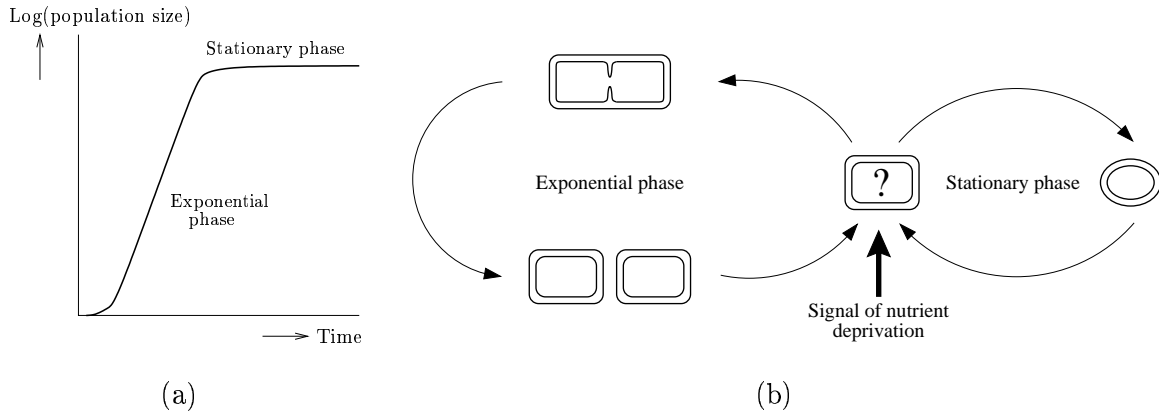 Log(population size)
Stationary phase
Exponential
phase
Time
(a)
Exponential phase
?
Stationary phase
Signal of nutrient
deprivation
(b)